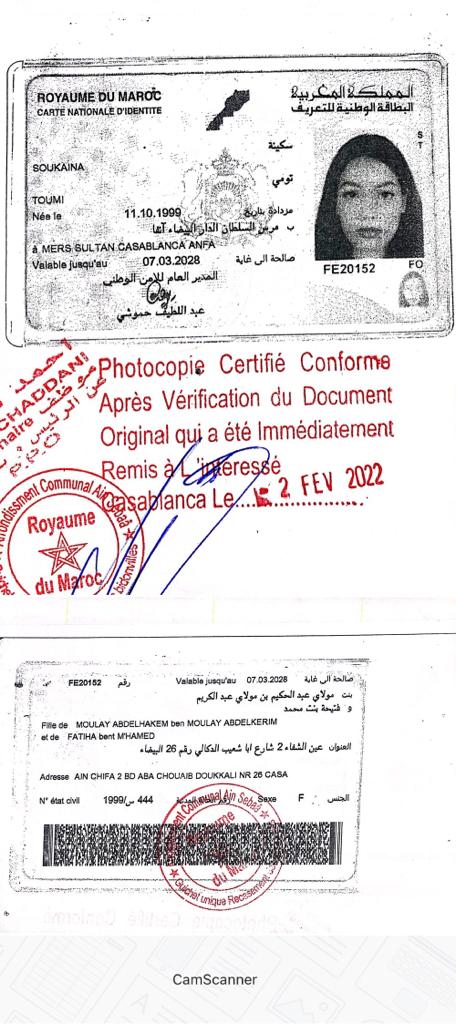 ROYAUME DU MAROC
المملكة المغربية
CARTE NATIONALE D'IDENTITE
البطاقة الوطنية للتعريف
سكينة
SOUKAINA
تومي
TOUMI
Née le 11.10.1999 مزدادة بتاريخ
ب مرس السلطان الدار البيضاء آنفا
à MERS SULTAN CASABLANCA ANFA
Valable jusqu'au 07.03.2028 صالحة الى غاية
المدير العام للأمن الوطني
عبد اللطيف حموشي
S
T
FO
FE20152
CHADDANI
Photocopie Certifié Conforme
Après Vérification du Document
Original qui a été Immédiatement
Remis à L'interessé
Casablanca Le 2 FEV 2022
Arrondissment Communal Ain Sebaâ
Royaume
du Maroc
FE20152 رقم Valable jusqu'au 07.03.2028 صالحة الى غاية
بنت مولاي عبد الحكيم بن مولاي عبد الكريم
و فتيحة بنت محمد
Fille de MOULAY ABDELHAKEM ben MOULAY ABDELKERIM
et de FATIHA bent M'HAMED
العنوان عين الشفاء 2 شارع ابا شعيب الدكالي رقم 26 البيضاء
Adresse AIN CHIFA 2 BD ABA CHOUAIB DOUKKALI NR 26 CASA
N° état civil 1999/س 444 Sexe F الجنس
Communal Ain Sebaâ
Royaume
du Maroc
Guichet unique
CamScanner